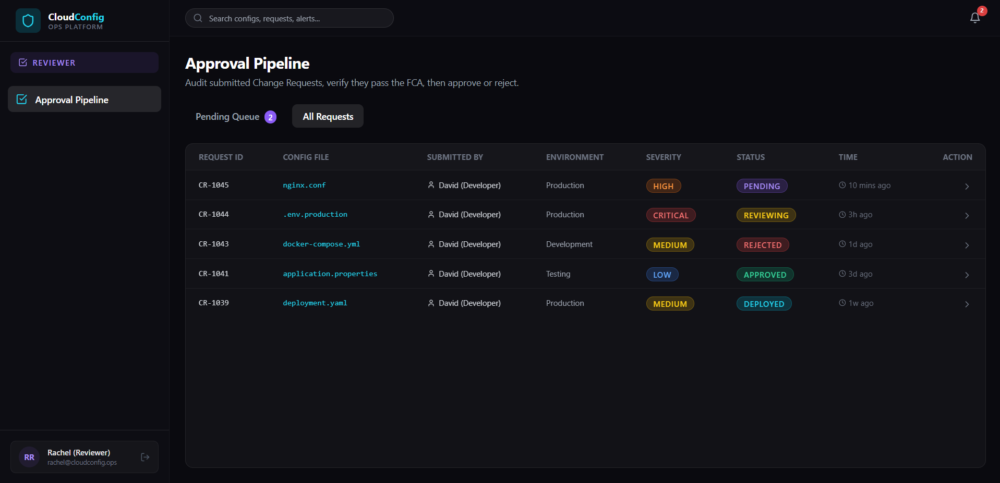 CloudConfig
OPS PLATFORM
Search configs, requests, alerts...
2
REVIEWER
Approval Pipeline
Approval Pipeline
Audit submitted Change Requests, verify they pass the FCA, then approve or reject.
Pending Queue 2 All Requests
REQUEST ID CONFIG FILE SUBMITTED BY ENVIRONMENT SEVERITY STATUS TIME ACTION
CR-1045 nginx.conf David (Developer) Production HIGH PENDING 10 mins ago
CR-1044 .env.production David (Developer) Production CRITICAL REVIEWING 3h ago
CR-1043 docker-compose.yml David (Developer) Development MEDIUM REJECTED 1d ago
CR-1041 application.properties David (Developer) Testing LOW APPROVED 3d ago
CR-1039 deployment.yaml David (Developer) Production MEDIUM DEPLOYED 1w ago
RR
Rachel (Reviewer)
rachel@cloudconfig.ops